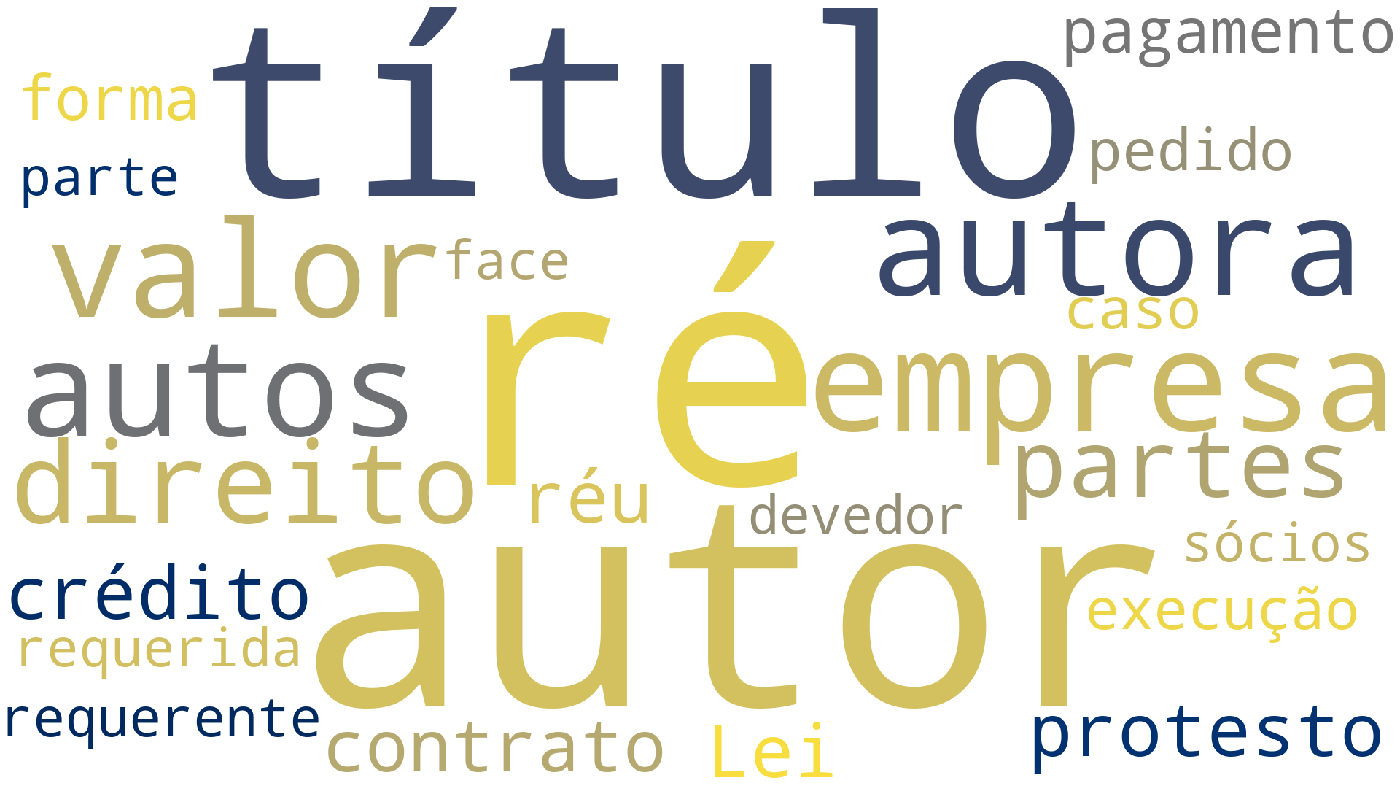 título
pagamento
forma
pedido
parte
autora
valor
face
caso
ré
empresa
autos
partes
direito
réu
devedor
autor
sócios
crédito
execução
requerida
requerente
protesto
contrato
Lei